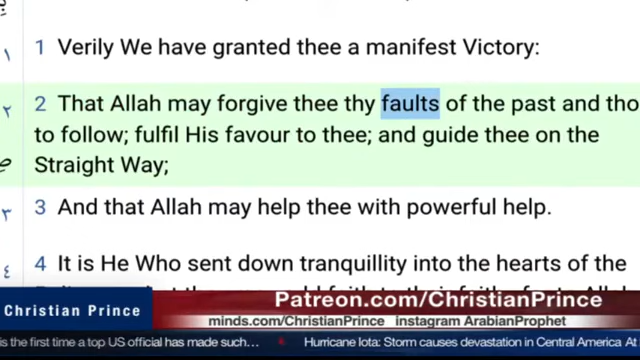 1 Verily We have granted thee a manifest Victory:
٢ 2 That Allah may forgive thee thy faults of the past and tho
to follow; fulfil His favour to thee; and guide thee on the
Straight Way;
٣ 3 And that Allah may help thee with powerful help.
٤ 4 It is He Who sent down tranquillity into the hearts of the
Christian Prince
Patreon.com/ChristianPrince
minds.com/ChristianPrince instagram ArabianProphet
is the first time a top US official has made such...
Hurricane Iota: Storm causes devastation in Central America At